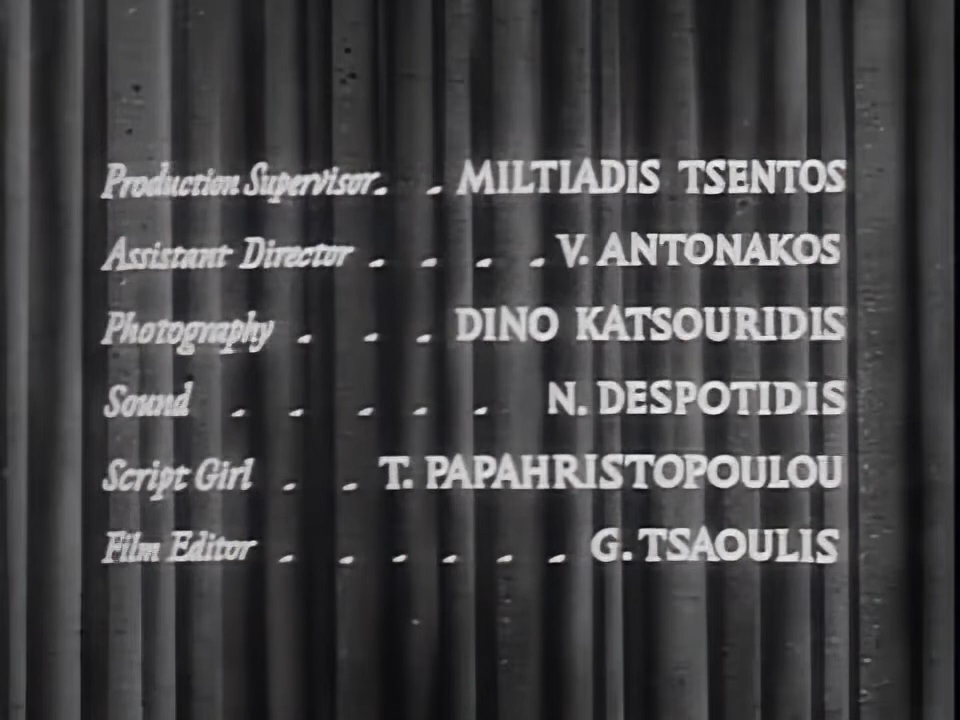 Production Supervisor. . MILTIADIS TSENTOS
Assistant Director . . . . V. ANTONAKOS
Photography . . . DINO KATSOURIDIS
Sound . . . . . N. DESPOTIDIS
Script Girl . . T. PAPAHRISTOPOULOU
Film Editor . . . . . . G. TSAOULIS